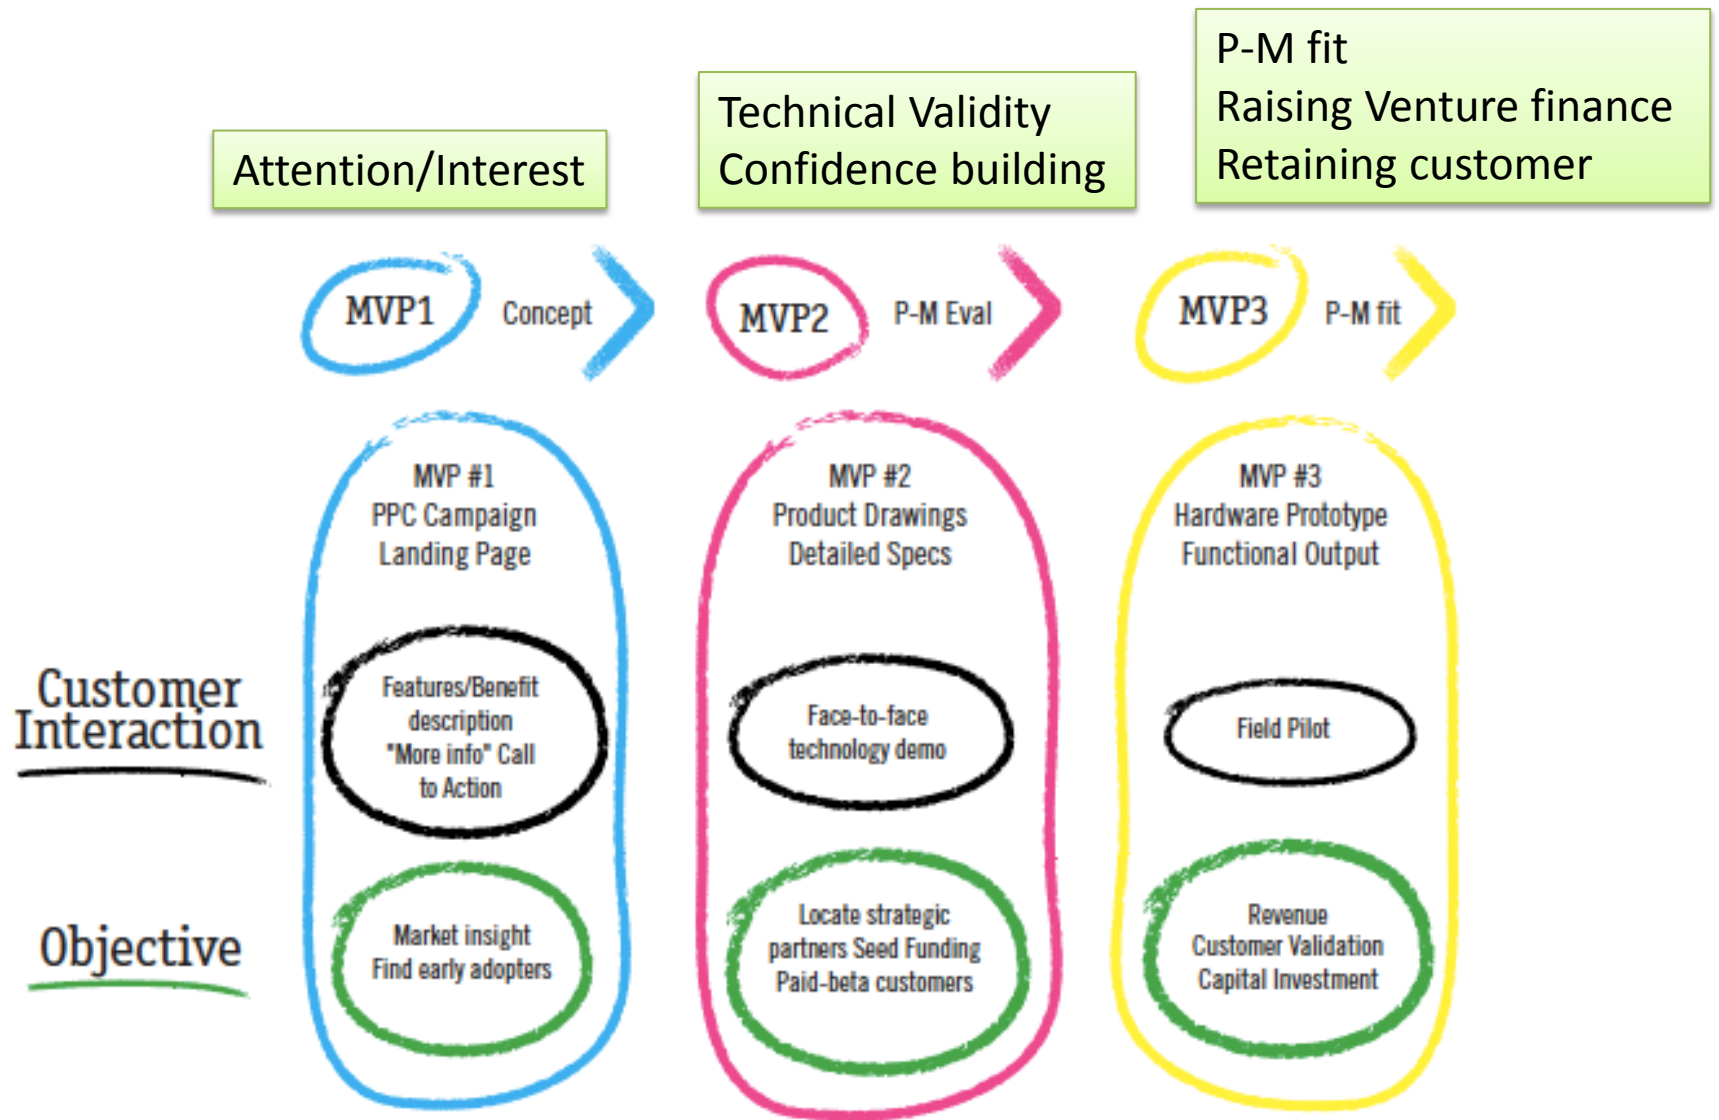 P-M fit
Raising Venture finance
Retaining customer
Technical Validity
Confidence building
Attention/Interest
MVP1
Concept
MVP2
P-M Eval
MVP3
P-M fit
MVP #1
PPC Campaign
Landing Page
MVP #2
Product Drawings
Detailed Specs
MVP #3
Hardware Prototype
Functional Output
Customer
Interaction
Features/Benefit
description
"More info" Call
to Action
Face-to-face
technology demo
Field Pilot
Objective
Market insight
Find early adopters
Locate strategic
partners Seed Funding
Paid-beta customers
Revenue
Customer Validation
Capital Investment